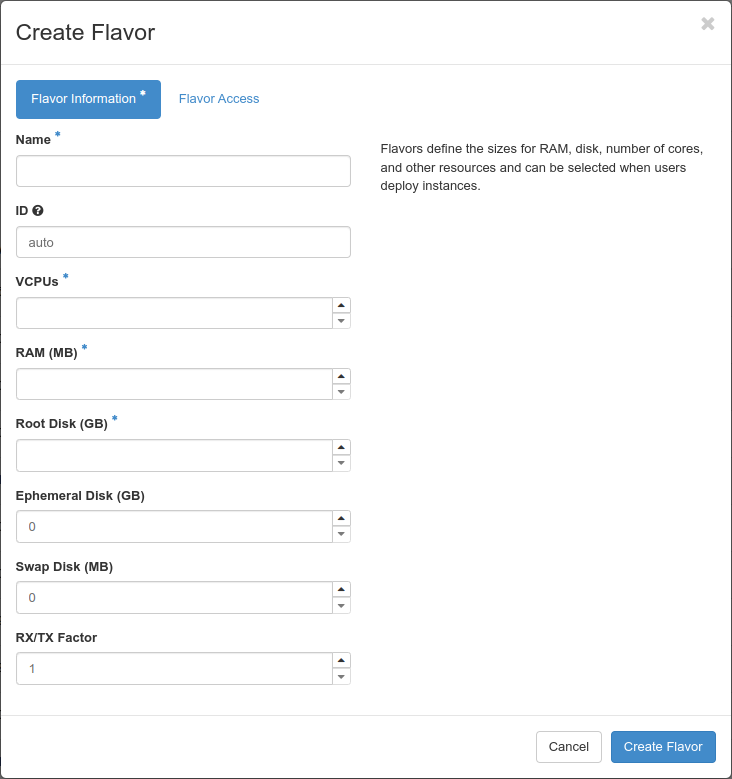 Create Flavor
Flavor Information *
Flavor Access
Name *
Flavors define the sizes for RAM, disk, number of cores,
and other resources and can be selected when users
deploy instances.
ID
auto
VCPUs *
RAM (MB) *
Root Disk (GB) *
Ephemeral Disk (GB)
0
Swap Disk (MB)
0
RX/TX Factor
1
Cancel
Create Flavor